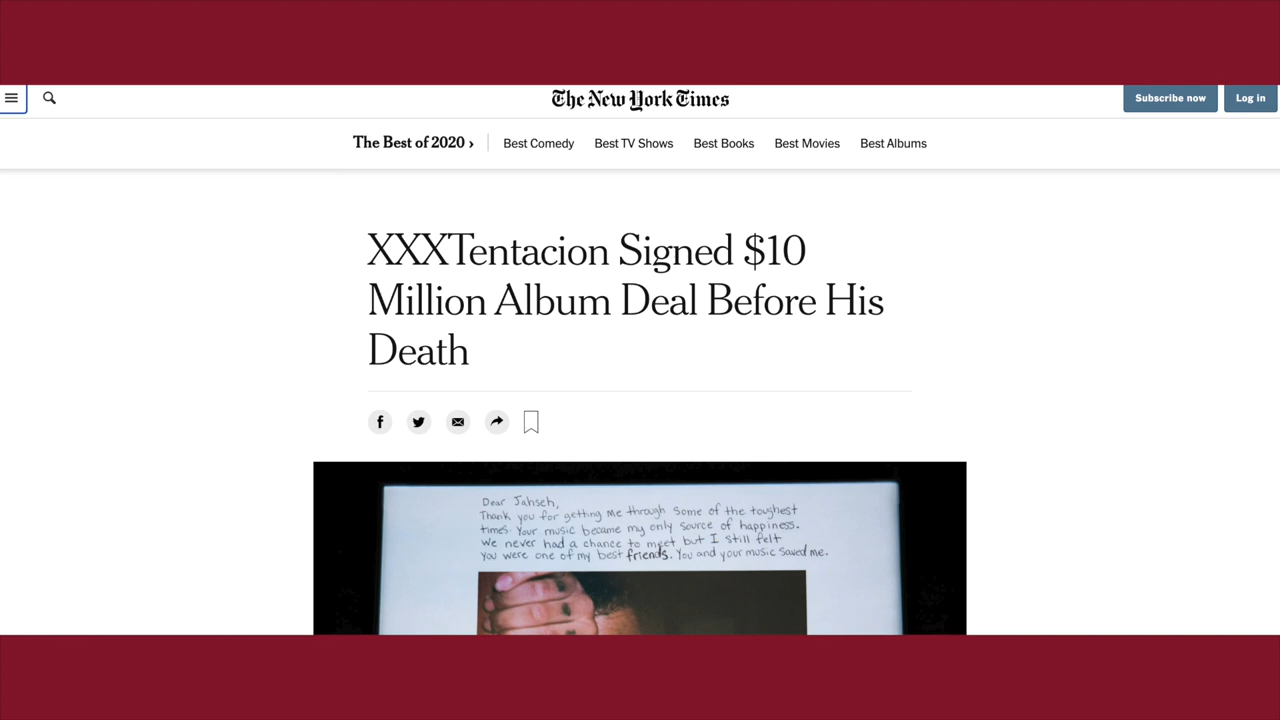 The New York Times
Subscribe now
Log in
The Best of 2020 ›
Best Comedy
Best TV Shows
Best Books
Best Movies
Best Albums
XXXTentacion Signed $10
Million Album Deal Before His
Death
Dear Jahseh,
Thank you for getting me through some of the toughest
times. Your music became my only source of happiness.
We never had a chance to meet but I still felt
you were one of my best friends. You and your music saved me.